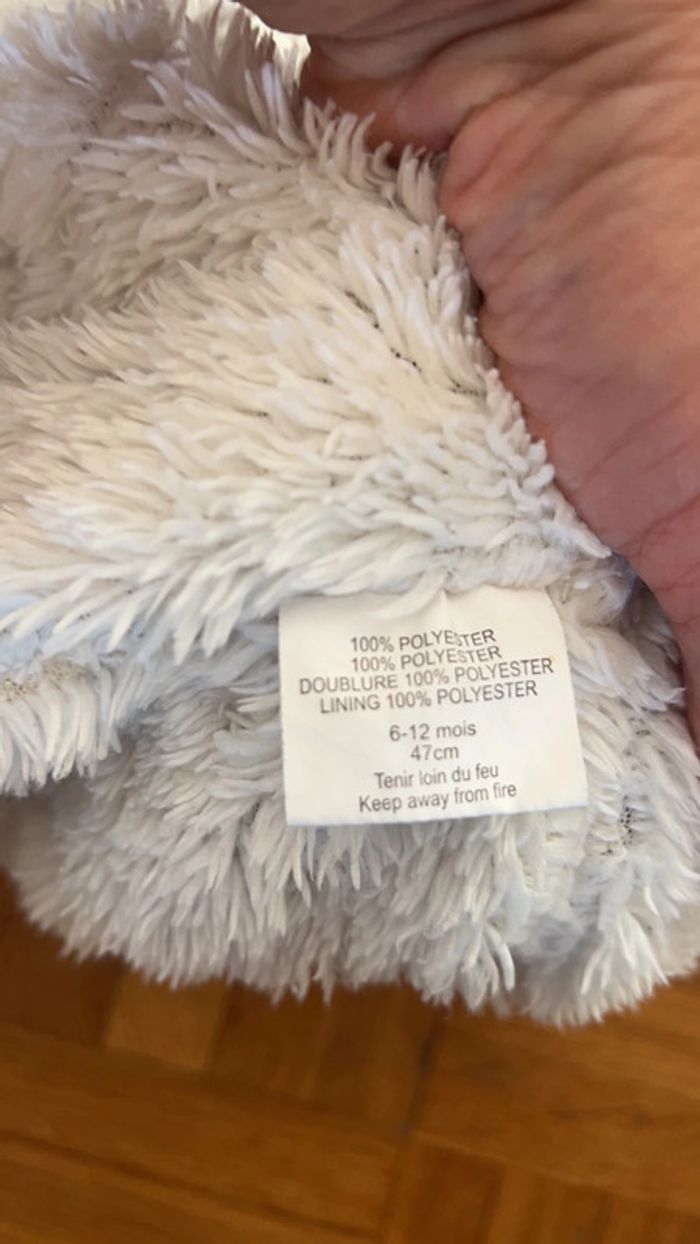 100% POLYESTER
100% POLYESTER
DOUBLURE 100% POLYESTER
LINING 100% POLYESTER
6-12 mois
47cm
Tenir loin du feu
Keep away from fire